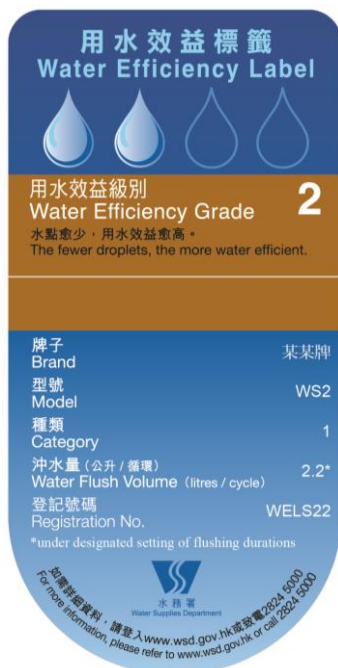 用水效益標籤
Water Efficiency Label
用水效益級別
Water Efficiency Grade 2
水點愈少，用水效益愈高。
The fewer droplets, the more water efficient.
牌子
Brand 某某牌
型號
Model WS2
種類
Category 1
沖水量 (公升 / 循環)
Water Flush Volume (litres / cycle) 2.2*
登記號碼
Registration No. WELS22
*under designated setting of flushing durations
水務署
Water Supplies Department
如需詳細資料，請登入www.wsd.gov.hk或致電2824 5000
For more information, please refer to www.wsd.gov.hk or call 2824 5000